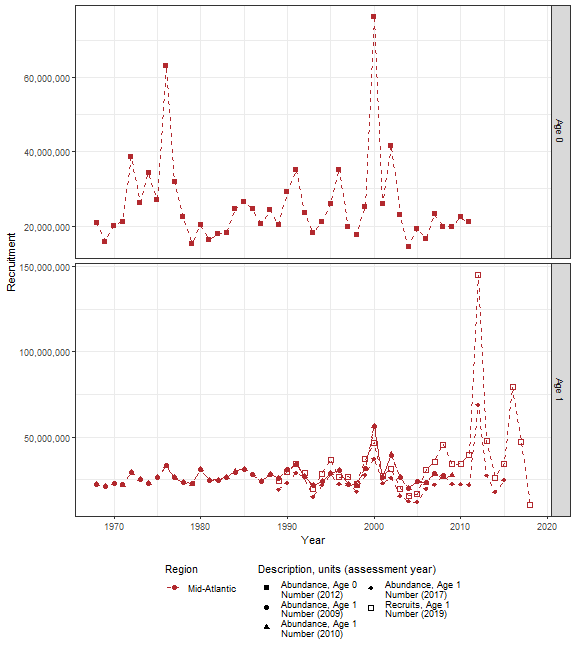 60,000,000
40,000,000
20,000,000
Age 0
Recruitment
150,000,000
100,000,000
50,000,000
Age 1
1970
1980
1990
2000
2010
2020
Year
Region
Mid-Atlantic
Description, units (assessment year)
Abundance, Age 0
Number (2012)
Abundance, Age 1
Number (2009)
Abundance, Age 1
Number (2010)
Abundance, Age 1
Number (2017)
Recruits, Age 1
Number (2019)